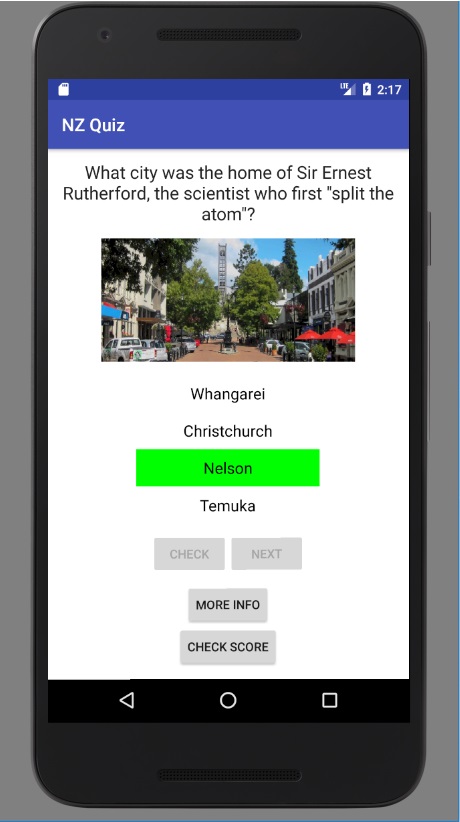 LTE 2:17
NZ Quiz
What city was the home of Sir Ernest
Rutherford, the scientist who first "split the
atom"?
Whangarei
Christchurch
Nelson
Temuka
CHECK NEXT
MORE INFO
CHECK SCORE